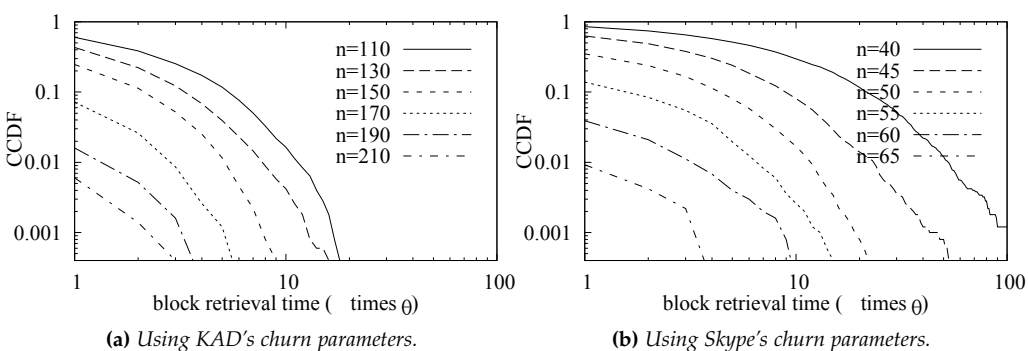 1
0.1
0.01
0.001
CCDF
n=110
n=130
n=150
n=170
n=190
n=210
1 10 100
block retrieval time ( times θ)
(a) Using KAD's churn parameters.
1
0.1
0.01
0.001
CCDF
n=40
n=45
n=50
n=55
n=60
n=65
1 10 100
block retrieval time ( times θ)
(b) Using Skype's churn parameters.